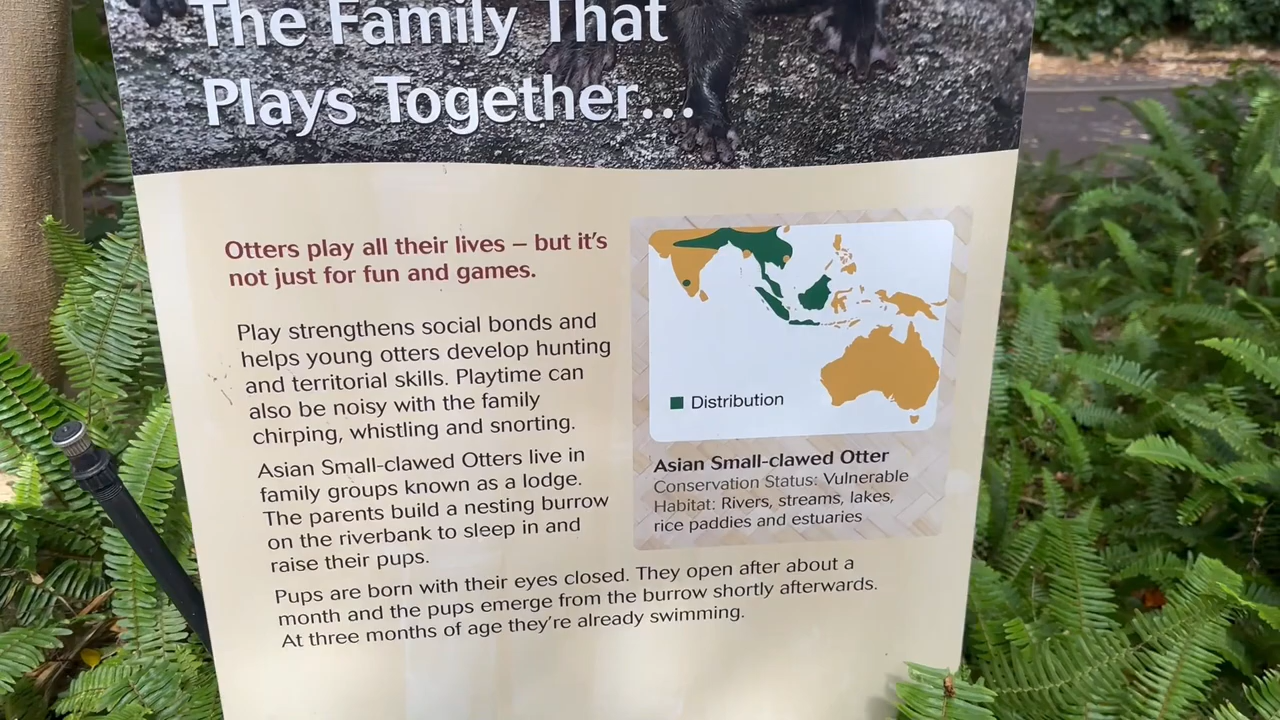 The Family That
Plays Together...
Otters play all their lives – but it's
not just for fun and games.
Play strengthens social bonds and
helps young otters develop hunting
and territorial skills. Playtime can
also be noisy with the family
chirping, whistling and snorting.
Asian Small-clawed Otters live in
family groups known as a lodge.
The parents build a nesting burrow
on the riverbank to sleep in and
raise their pups.
Pups are born with their eyes closed. They open after about a
month and the pups emerge from the burrow shortly afterwards.
At three months of age they're already swimming.
Distribution
Asian Small-clawed Otter
Conservation Status: Vulnerable
Habitat: Rivers, streams, lakes,
rice paddies and estuaries